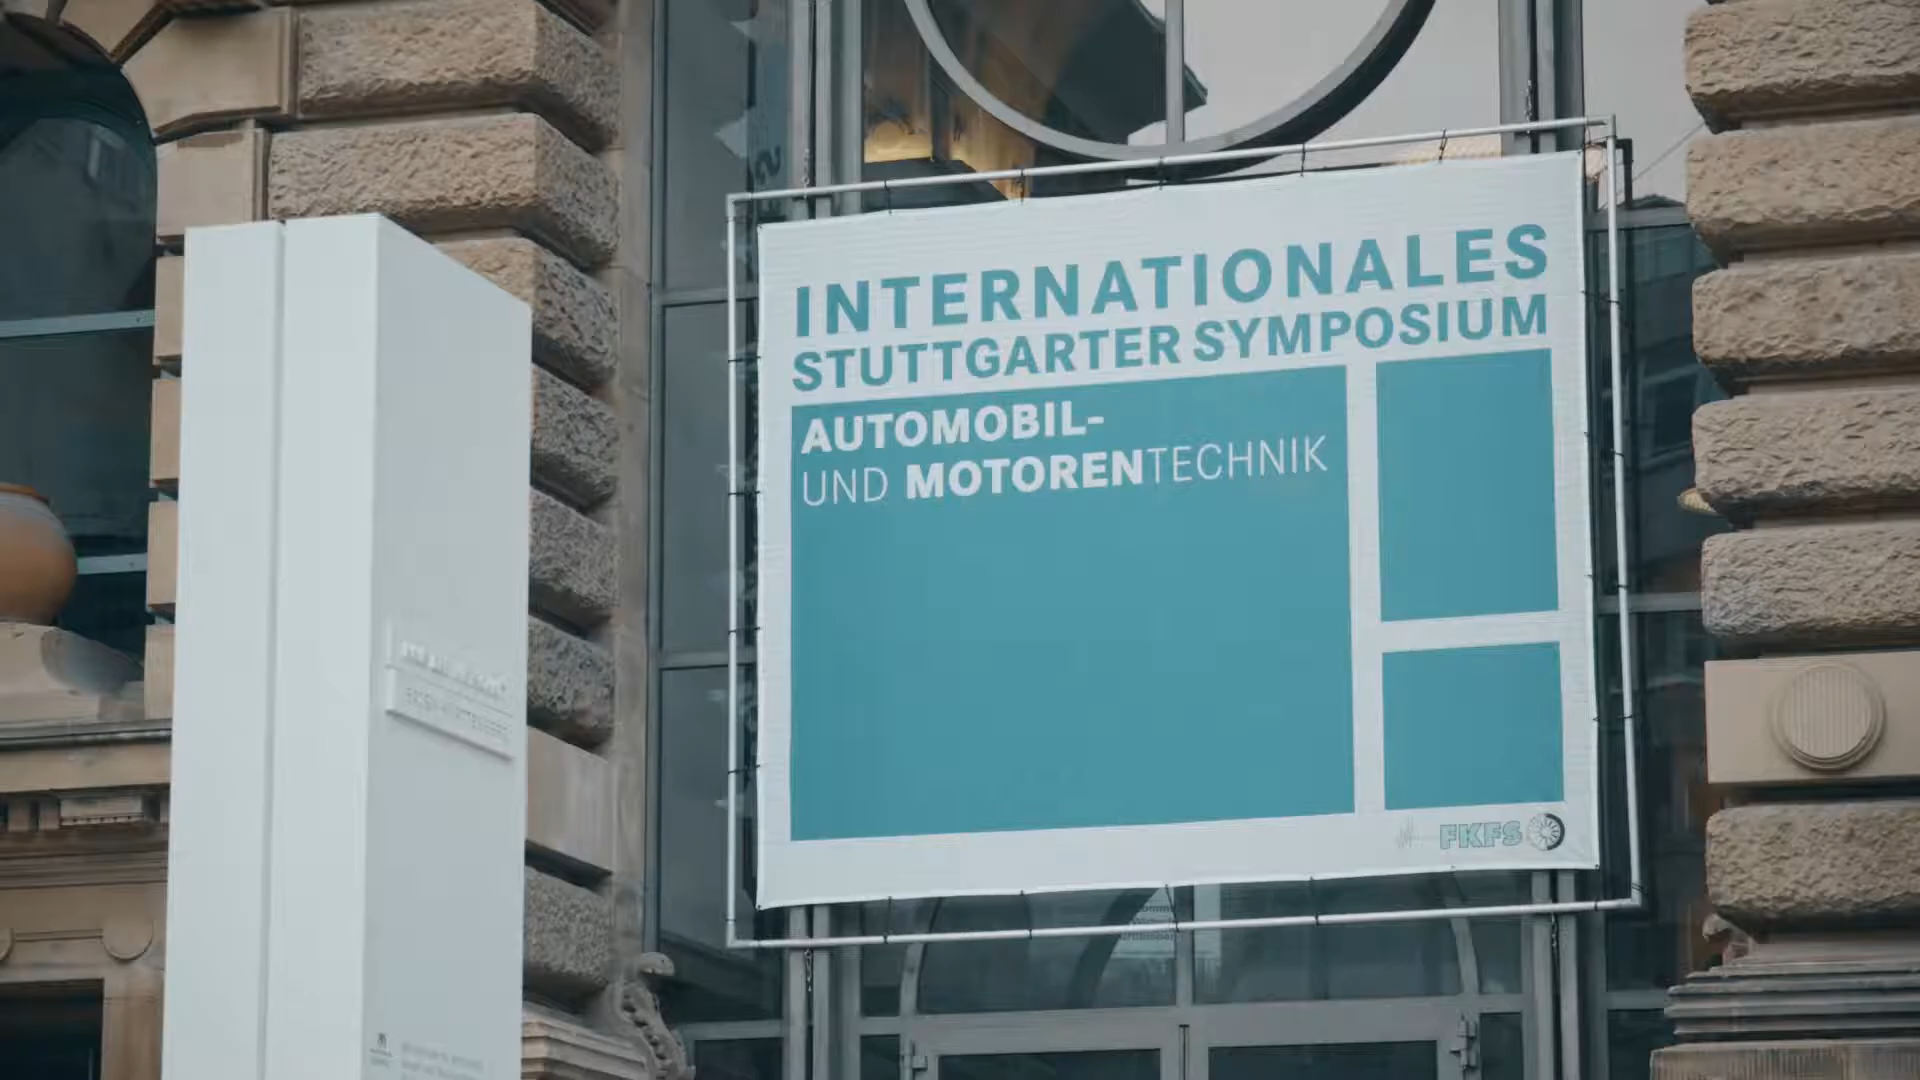 INTERNATIONALES
STUTTGARTER SYMPOSIUM
AUTOMOBIL-
UND MOTORENTECHNIK
FKFS